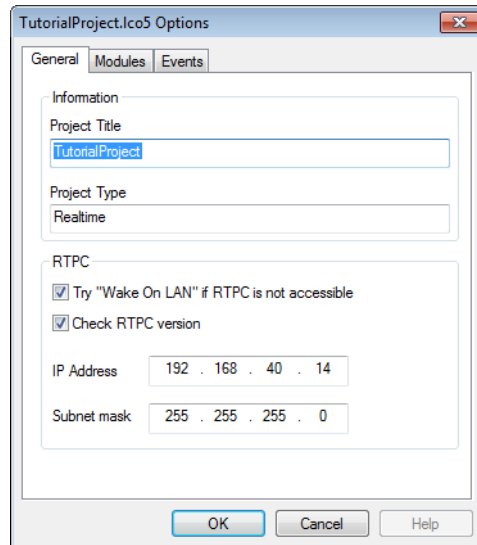 TutorialProject.Ico5 Options
General Modules Events
Information
Project Title
TutorialProject
Project Type
Realtime
RTPC
Try "Wake On LAN" if RTPC is not accessible
Check RTPC version
IP Address 192 . 168 . 40 . 14
Subnet mask 255 . 255 . 255 . 0
OK Cancel Help